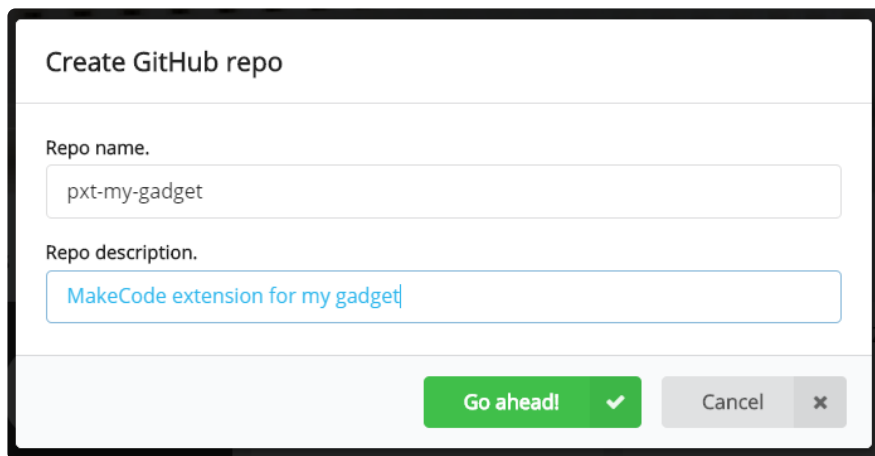 Create GitHub repo
Repo name.
pxt-my-gadget
Repo description.
MakeCode extension for my gadget
Go ahead!
Cancel